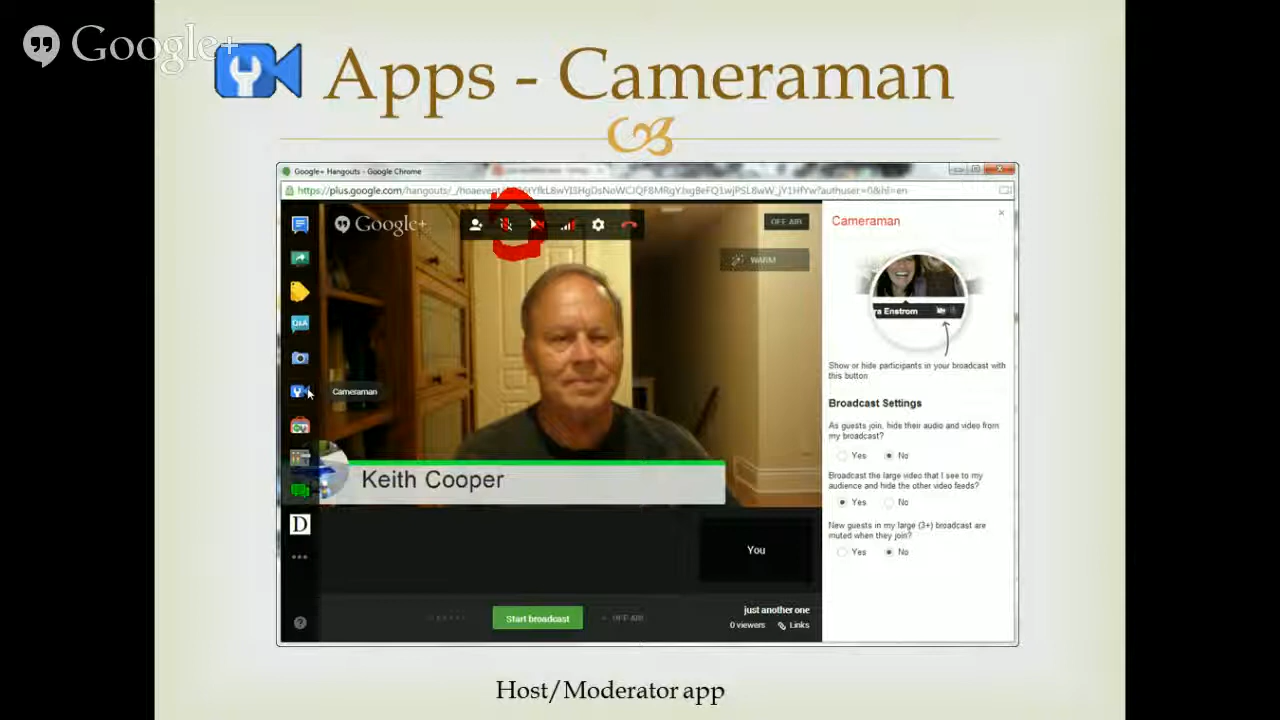 Google+
Apps - Cameraman
Google+ Hangouts - Google Chrome
Google+
OFF AIR
WARM
Q&A
Cameraman
Keith Cooper
D
You
Start broadcast
OFF AIR
just another one
0 viewers
Links
Cameraman
ra Enstrom
Show or hide participants in your broadcast with
this button
Broadcast Settings
As guests join, hide their audio and video from
my broadcast?
Yes No
Broadcast the large video that I see to my
audience and hide the other video feeds?
Yes No
New guests in my large (3+) broadcast are
muted when they join?
Yes No
Host/Moderator app